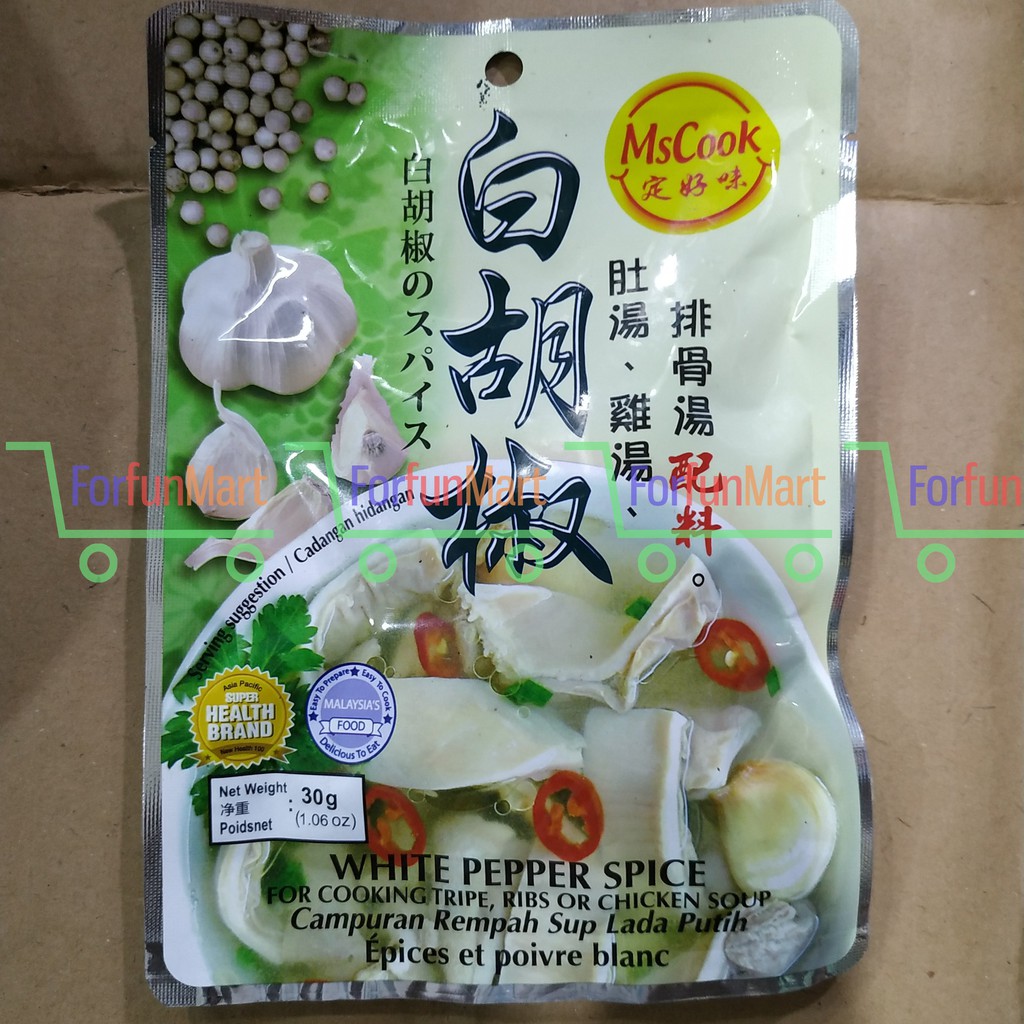 MsCook
定好味
白胡椒
白胡椒のスパイス
排骨湯配料。
肚湯、雞湯、
ForfunMart ForfunMart ForfunMart Forfun
Serving suggestion / Cadangan hidangan
Asia Pacific
SUPER
HEALTH
BRAND
New Health 100
Easy To Prepare ★ Easy To Cook
MALAYSIA'S
FOOD
Delicious To Eat
Net Weight
净重
Poidsnet
: 30g
(1.06 oz)
WHITE PEPPER SPICE
FOR COOKING TRIPE, RIBS OR CHICKEN SOUP
Campuran Rempah Sup Lada Putih
Épices et poivre blanc